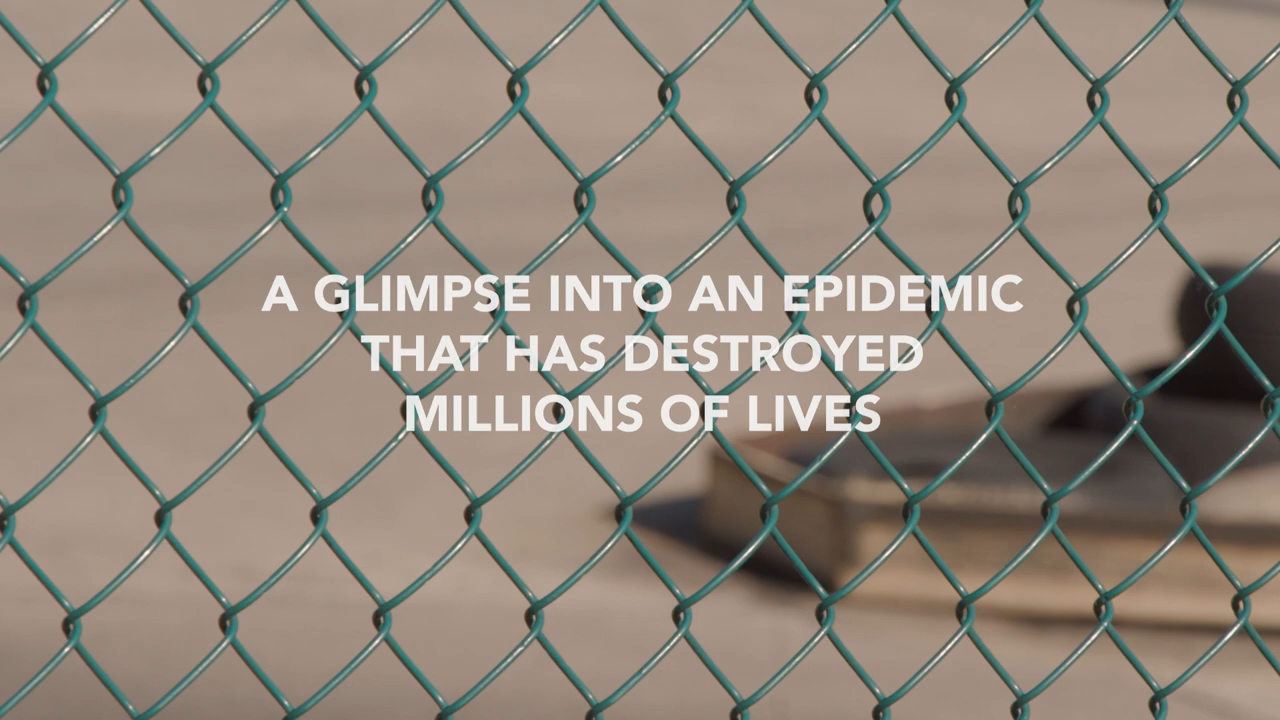 A GLIMPSE INTO AN EPIDEMIC
THAT HAS DESTROYED
MILLIONS OF LIVES